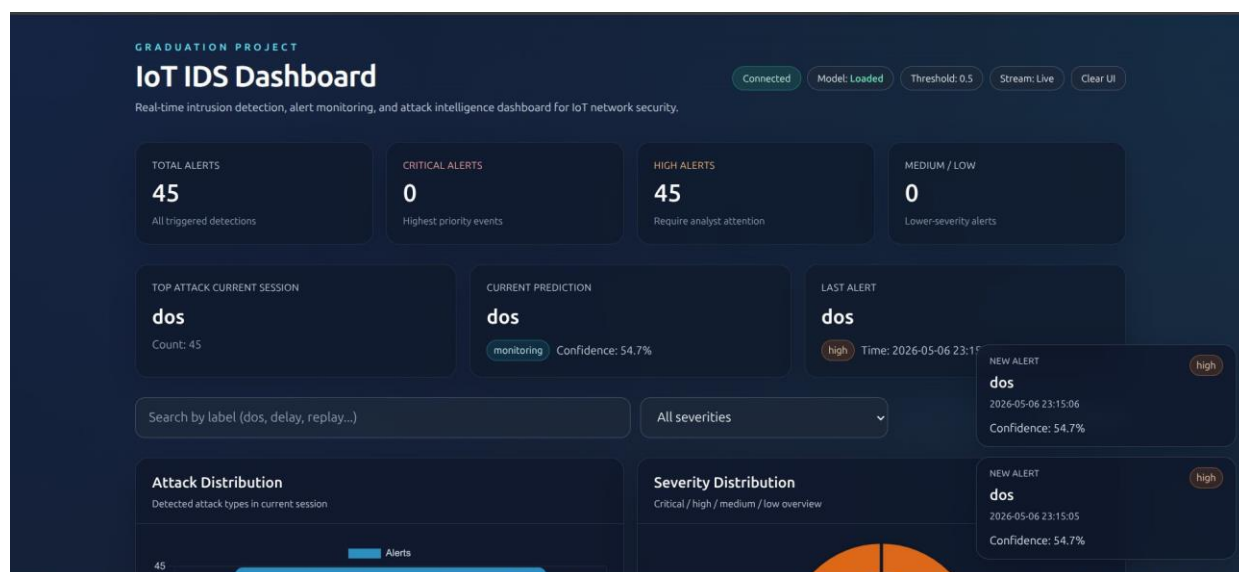 GRADUATION PROJECT
IoT IDS Dashboard
Connected Model: Loaded Threshold: 0.5 Stream: Live Clear UI
Real-time intrusion detection, alert monitoring, and attack intelligence dashboard for IoT network security.
TOTAL ALERTS
45
All triggered detections
CRITICAL ALERTS
0
Highest priority events
HIGH ALERTS
45
Require analyst attention
MEDIUM / LOW
0
Lower-severity alerts
TOP ATTACK CURRENT SESSION
dos
Count: 45
CURRENT PREDICTION
dos
monitoring Confidence: 54.7%
LAST ALERT
dos
high Time: 2026-05-06 23:15
NEW ALERT high
dos
2026-05-06 23:15:06
Confidence: 54.7%
Search by label (dos, delay, replay...)
All severities
Attack Distribution
Detected attack types in current session
Alerts
45
Severity Distribution
Critical / high / medium / low overview
NEW ALERT high
dos
2026-05-06 23:15:05
Confidence: 54.7%